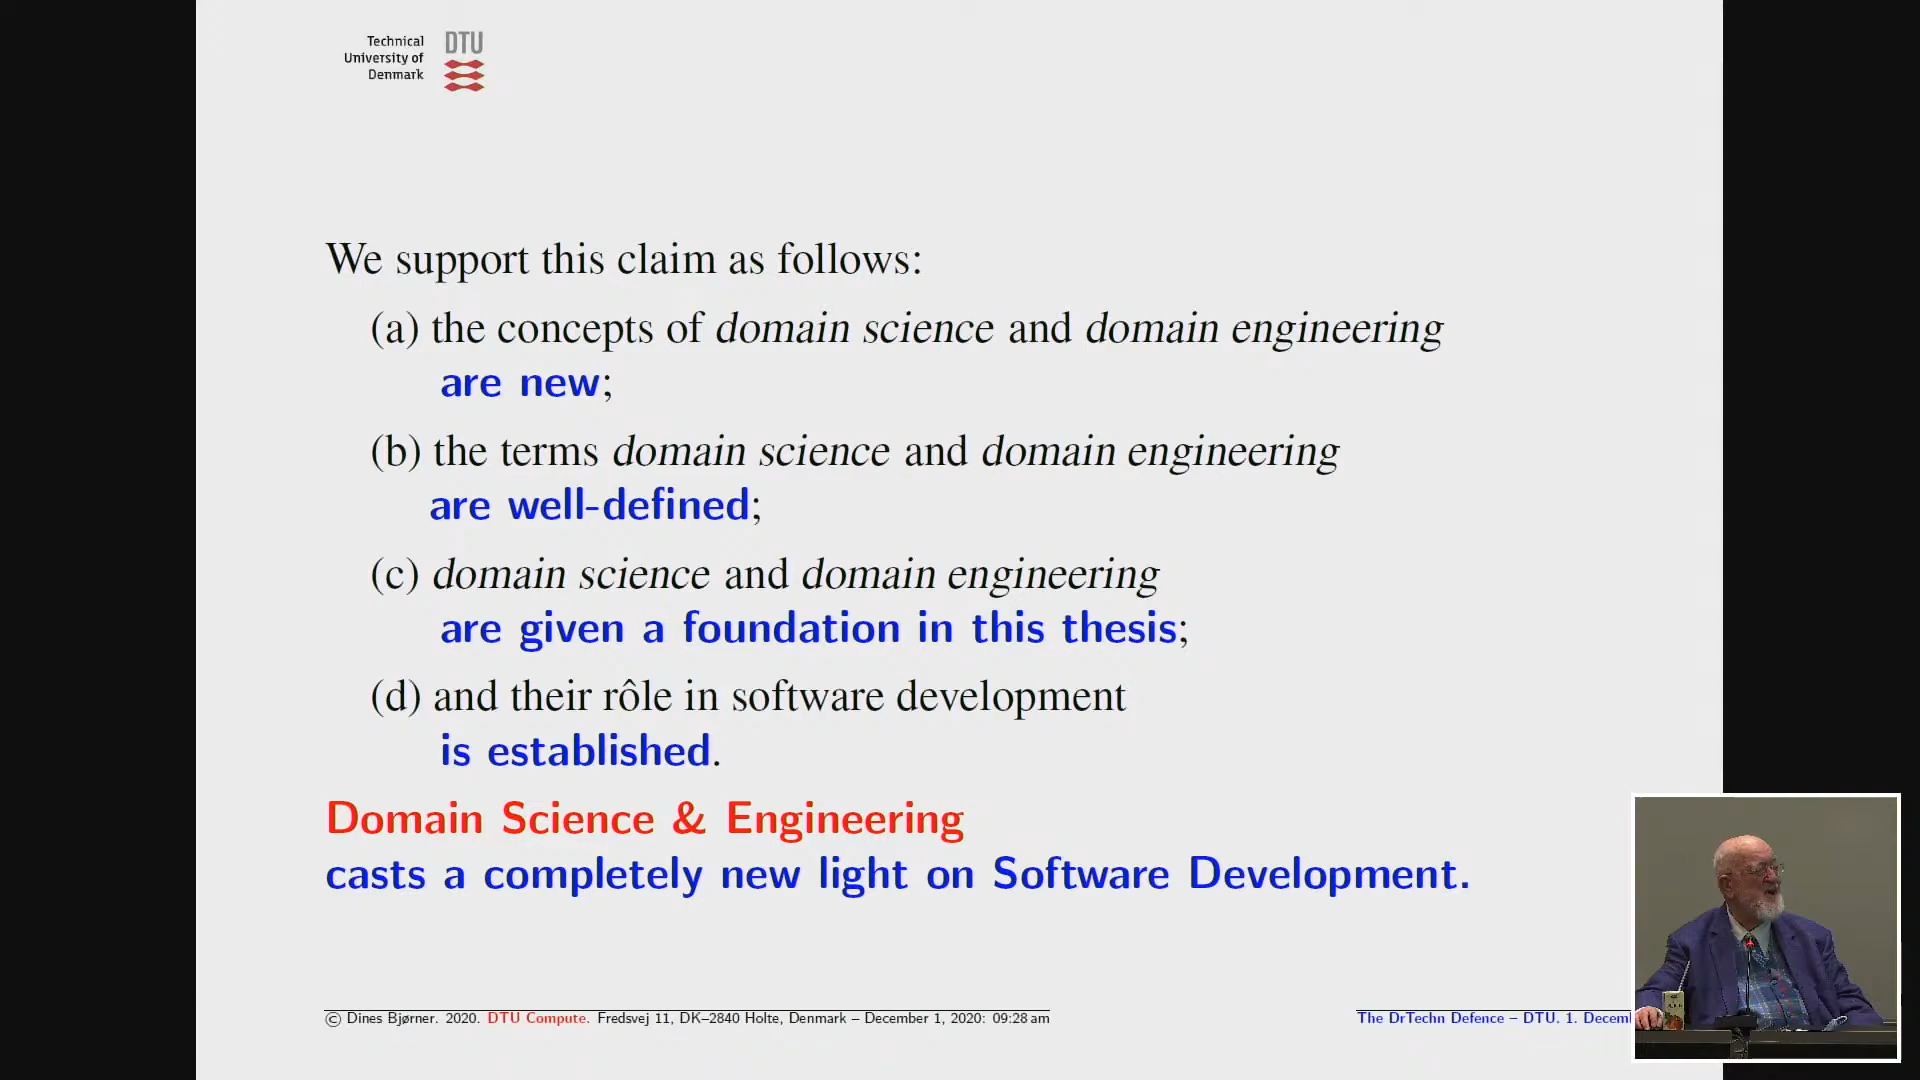 Technical
University of
Denmark
DTU
We support this claim as follows:
(a) the concepts of domain science and domain engineering
are new;
(b) the terms domain science and domain engineering
are well-defined;
(c) domain science and domain engineering
are given a foundation in this thesis;
(d) and their rôle in software development
is established.
Domain Science & Engineering
casts a completely new light on Software Development.
© Dines Bjørner. 2020. DTU Compute. Fredsvej 11, DK–2840 Holte, Denmark – December 1, 2020: 09:28 am
The DrTechn Defence – DTU. 1. Decem